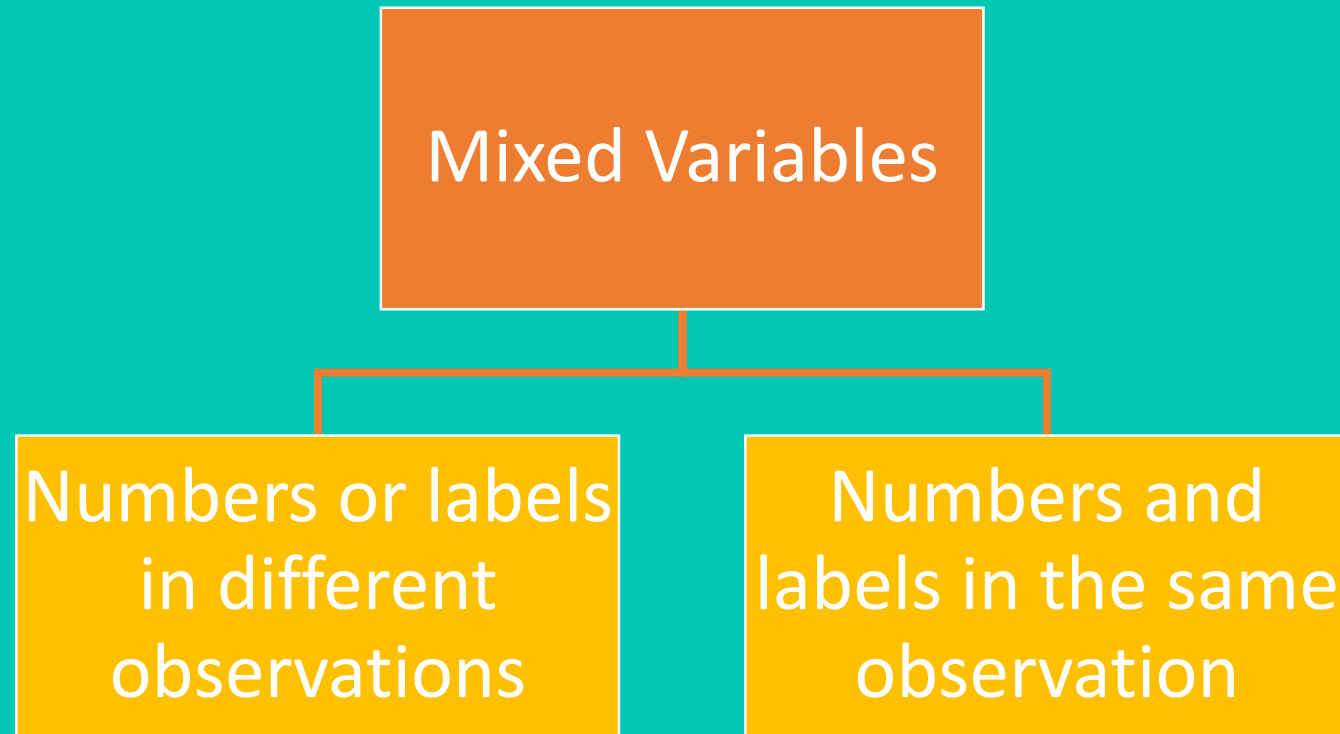 Mixed Variables
Numbers or labels
in different
observations
Numbers and
labels in the same
observation